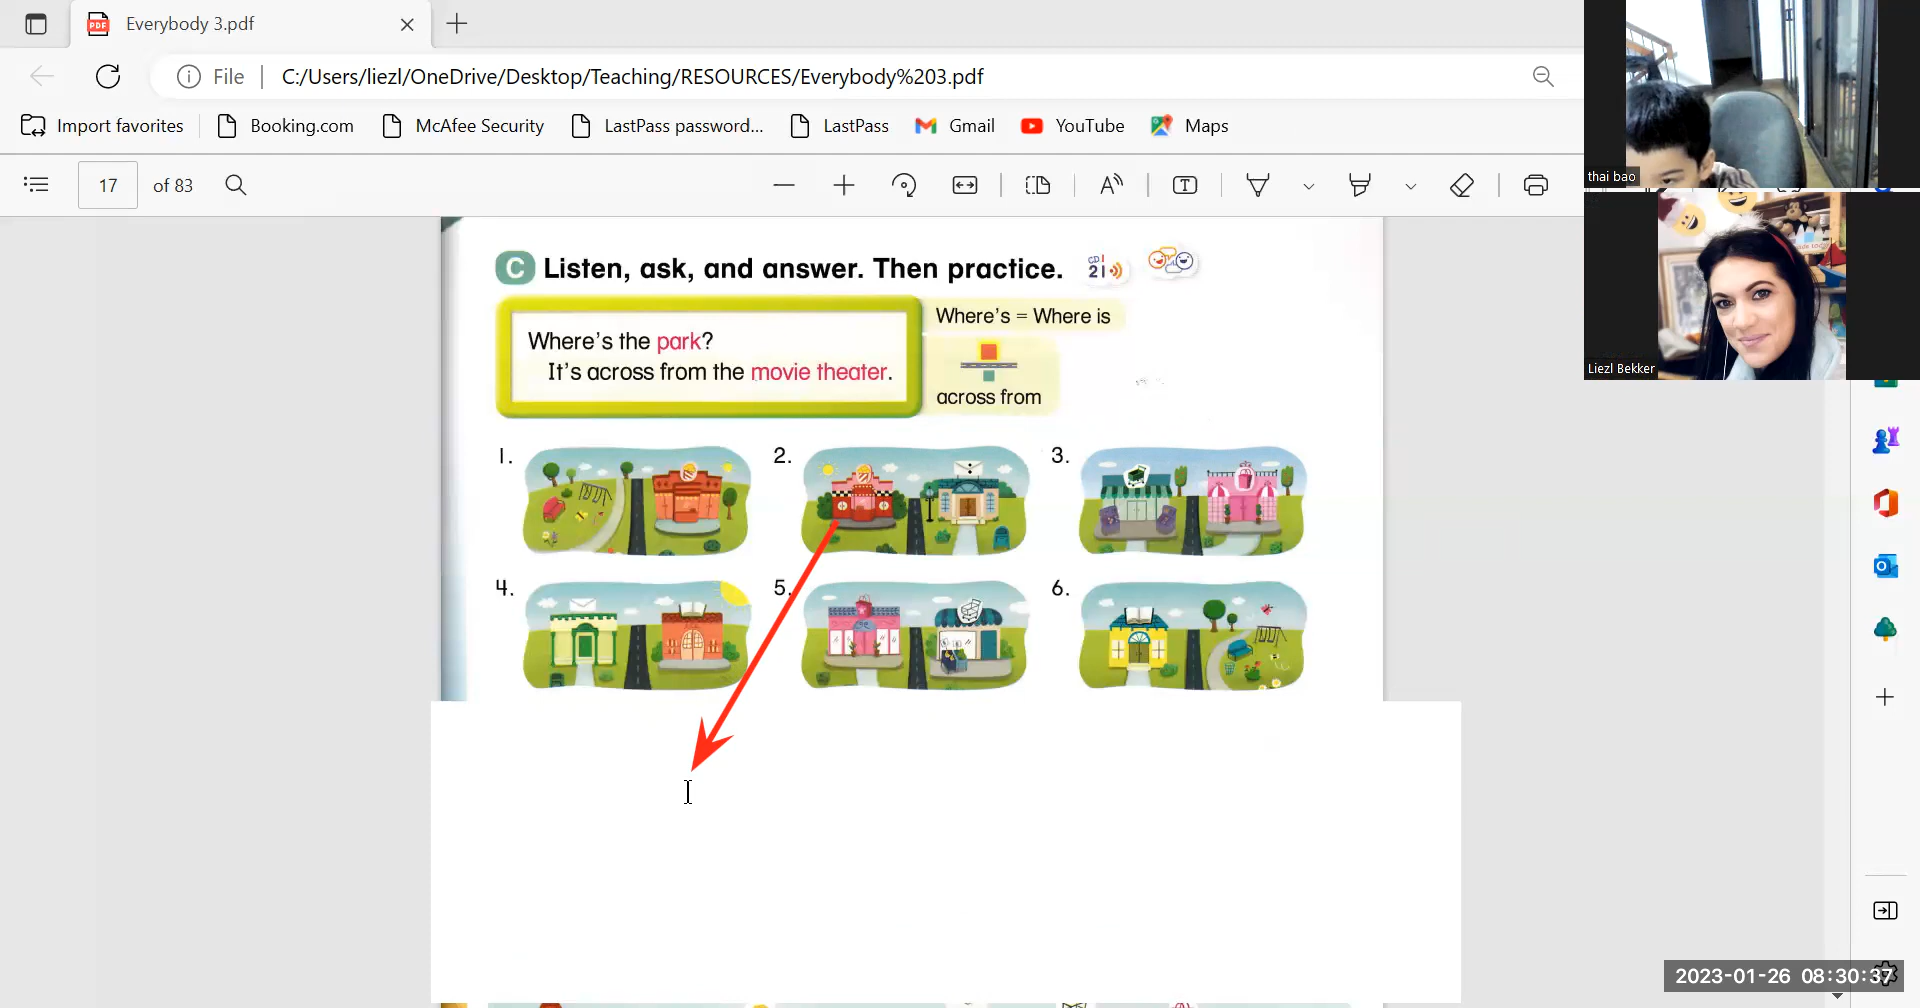 Everybody 3.pdf
File
C:/Users/liezl/OneDrive/Desktop/Teaching/RESOURCES/Everybody%203.pdf
Import favorites
Booking.com
McAfee Security
LastPass password...
LastPass
Gmail
YouTube
Maps
17 of 83
thai bao
Liezl Bekker
C Listen, ask, and answer. Then practice.
CD1
21
Where's the park?
It's across from the movie theater.
Where's = Where is
across from
1.
2.
3.
4.
5.
6.
2023-01-26 08:30:37